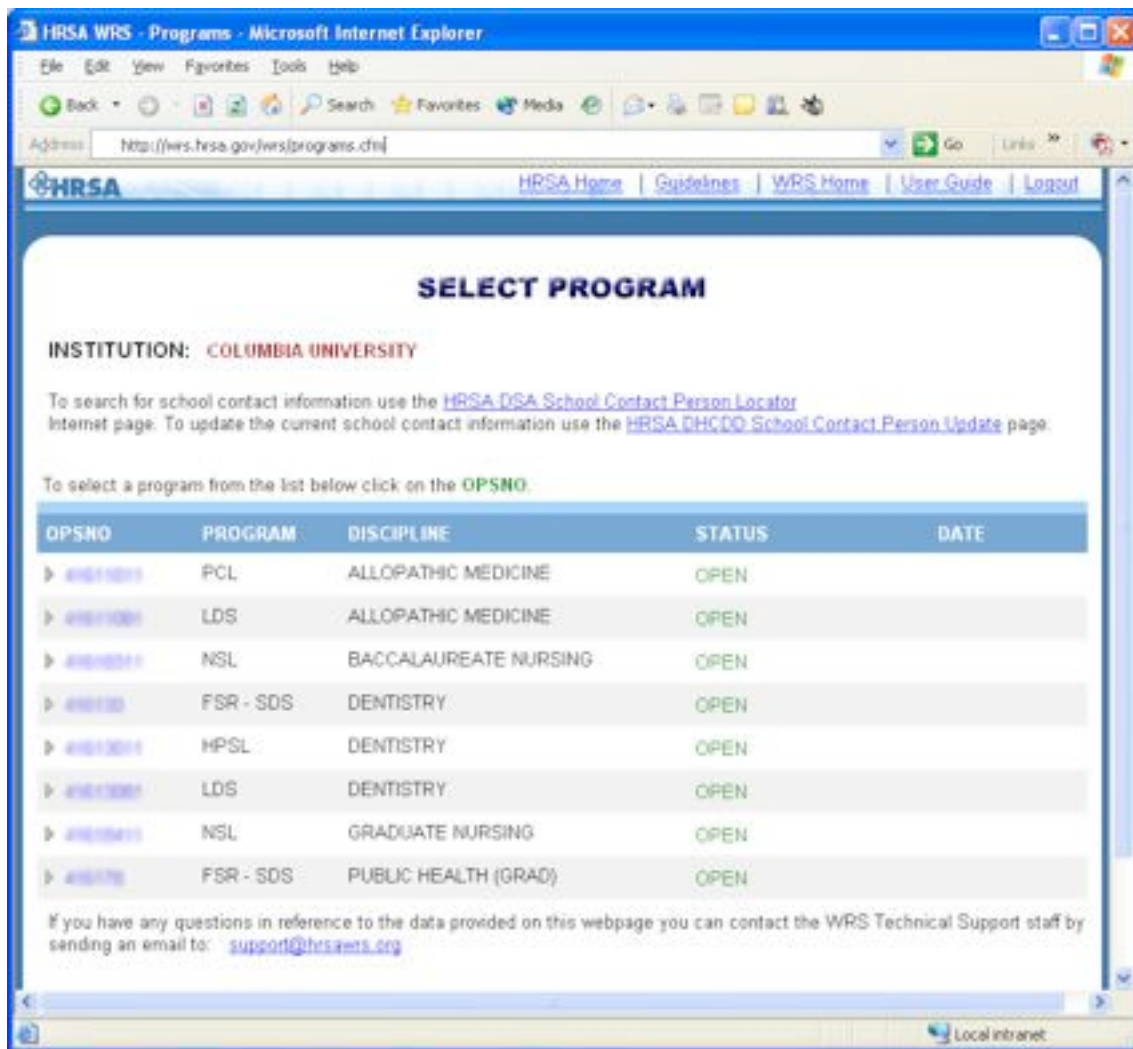 HRSA WRS - Programs - Microsoft Internet Explorer
File Edit View Favorites Tools Help
Back Search Favorites Media
Address http://wrs.hrsa.gov/wrs/programs.cfm Go Links »
HRSA HRSA Home | Guidelines | WRS Home | User Guide | Logout
SELECT PROGRAM
INSTITUTION: COLUMBIA UNIVERSITY
To search for school contact information use the HRSA DSA School Contact Person Locator
Internet page. To update the current school contact information use the HRSA DHCDD School Contact Person Update page.
To select a program from the list below click on the OPSNO.
OPSNO PROGRAM DISCIPLINE STATUS DATE
PCL ALLOPATHIC MEDICINE OPEN
LDS ALLOPATHIC MEDICINE OPEN
NSL BACCALAUREATE NURSING OPEN
FSR - SDS DENTISTRY OPEN
HPSL DENTISTRY OPEN
LDS DENTISTRY OPEN
NSL GRADUATE NURSING OPEN
FSR - SDS PUBLIC HEALTH (GRAD) OPEN
If you have any questions in reference to the data provided on this webpage you can contact the WRS Technical Support staff by
sending an email to: support@hrsawrs.org
Local intranet